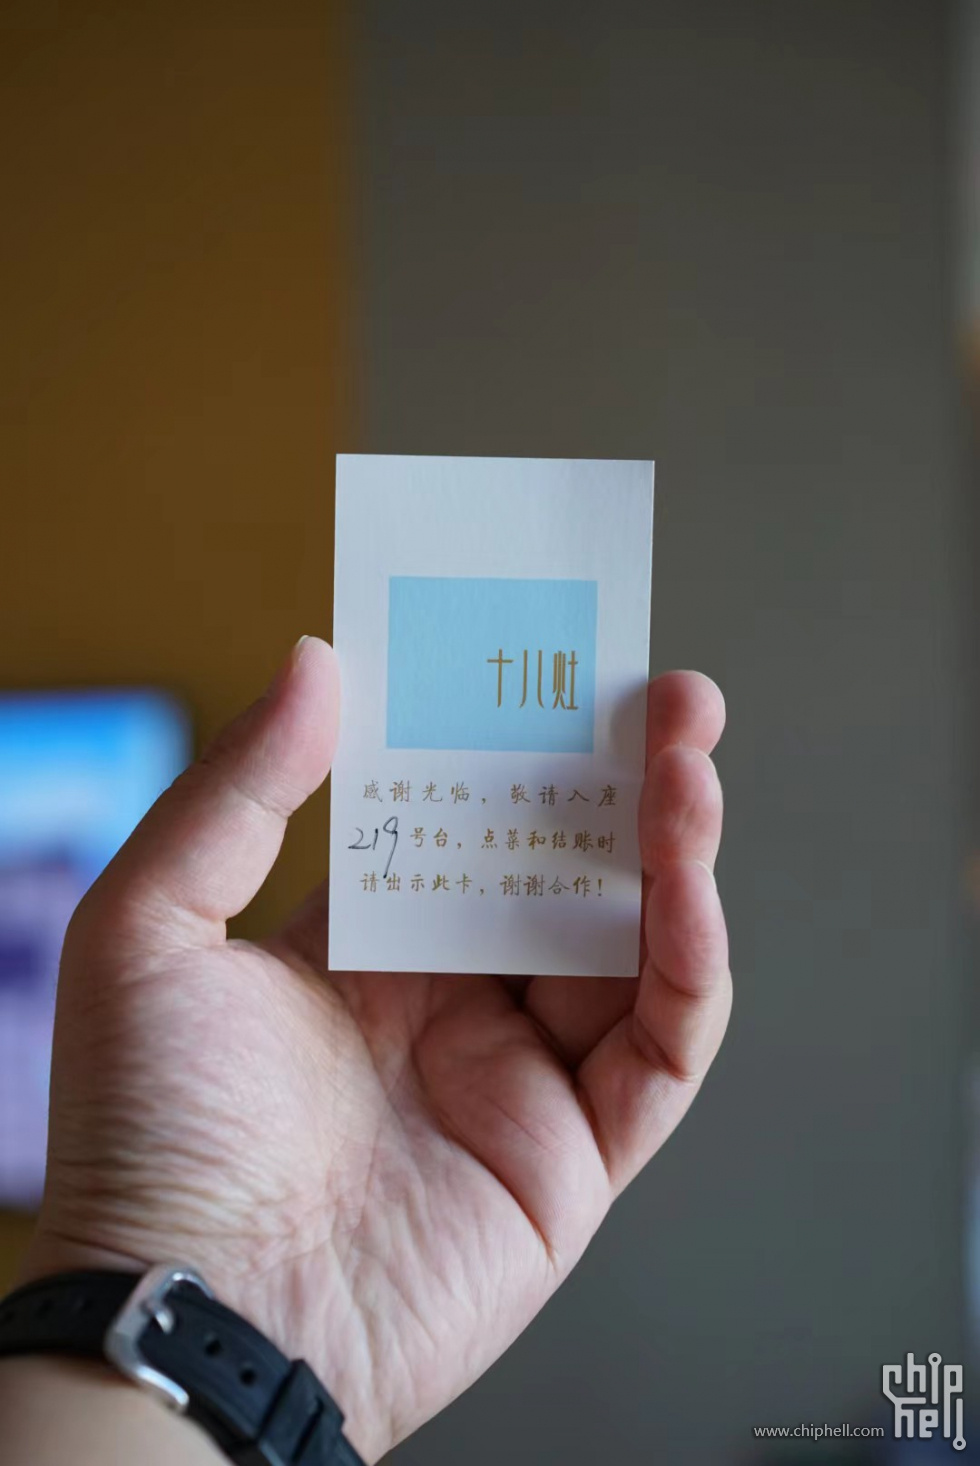 十八灶
感谢光临，敬请入座
219号台，点菜和结账时
请出示此卡，谢谢合作！
www.chiphell.com
chip
hell